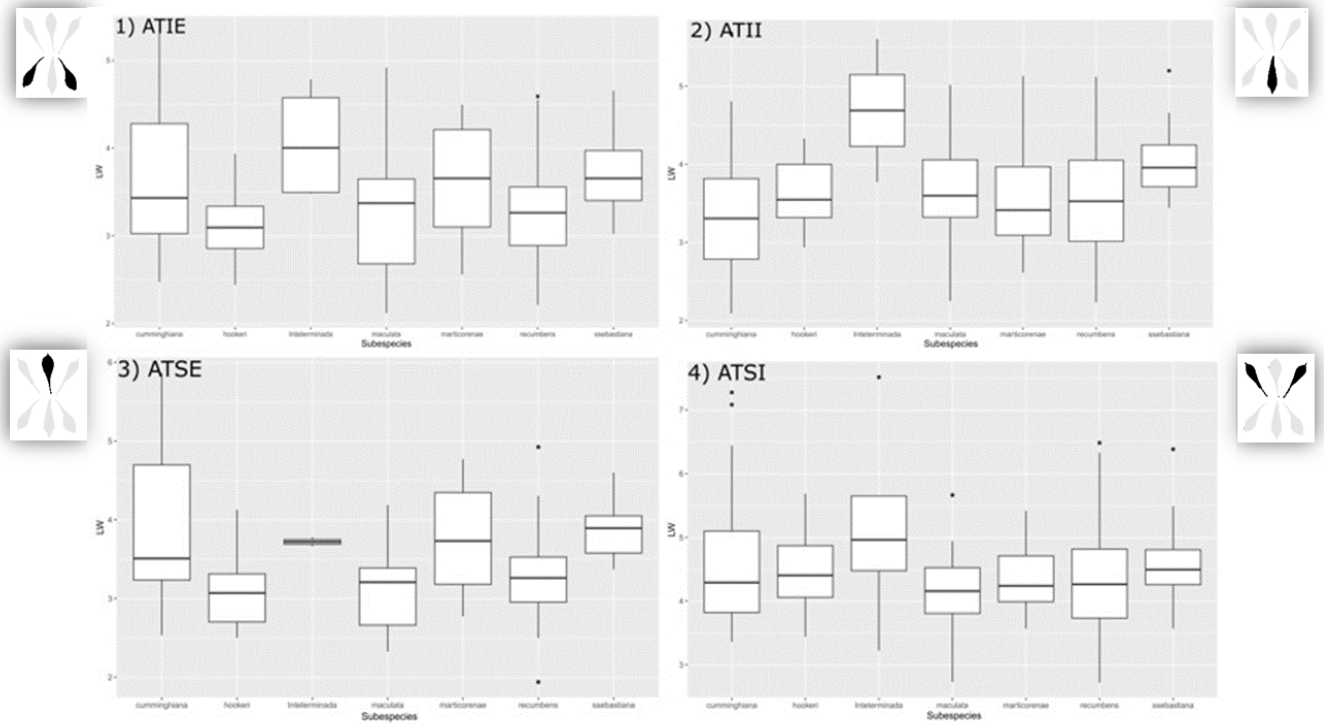 1) ATIE
5
4
LW
3
2
cumminghiana hookeri Inteterminada maculata marticorenae recumbens ssebastiana
Subespecies
2) ATII
5
4
LW
3
2
cumminghiana hookeri Inteterminada maculata marticorenae recumbens ssebastiana
Subespecies
3) ATSE
6
5
4
LW
3
2
cumminghiana hookeri Inteterminada maculata marticorenae recumbens ssebastiana
Subespecies
4) ATSI
7
6
5
LW
4
3
cumminghiana hookeri Inteterminada maculata marticorenae recumbens ssebastiana
Subespecies